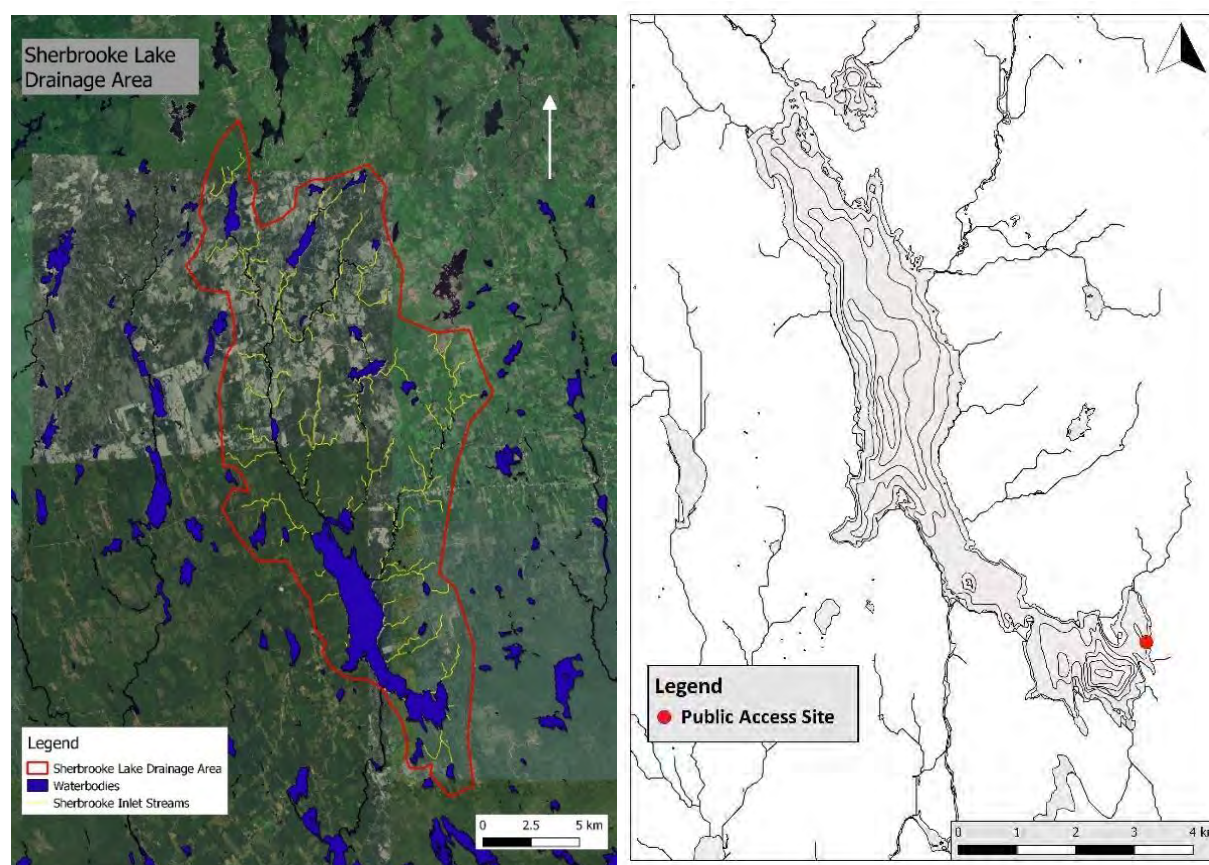 Sherbrooke Lake
Drainage Area
Legend
Sherbrooke Lake Drainage Area
Waterbodies
Sherbrooke Inlet Streams
0 2.5 5 km
Legend
Public Access Site
0 1 2 3 4 km